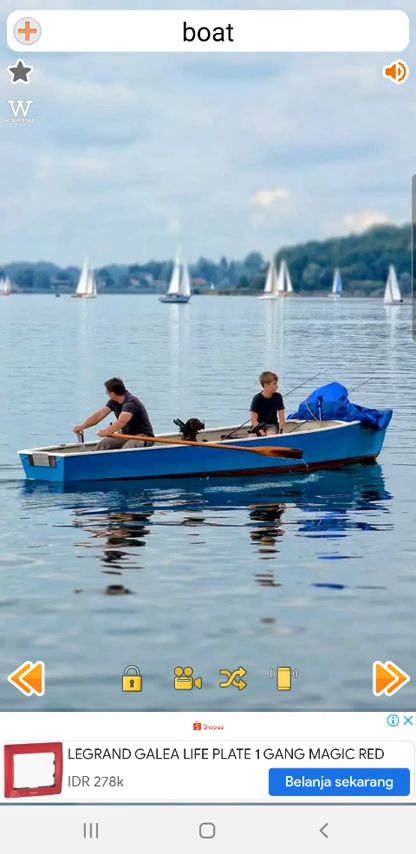 boat
W
Shopee
LEGRAND GALEA LIFE PLATE 1 GANG MAGIC RED
IDR 278k
Belanja sekarang